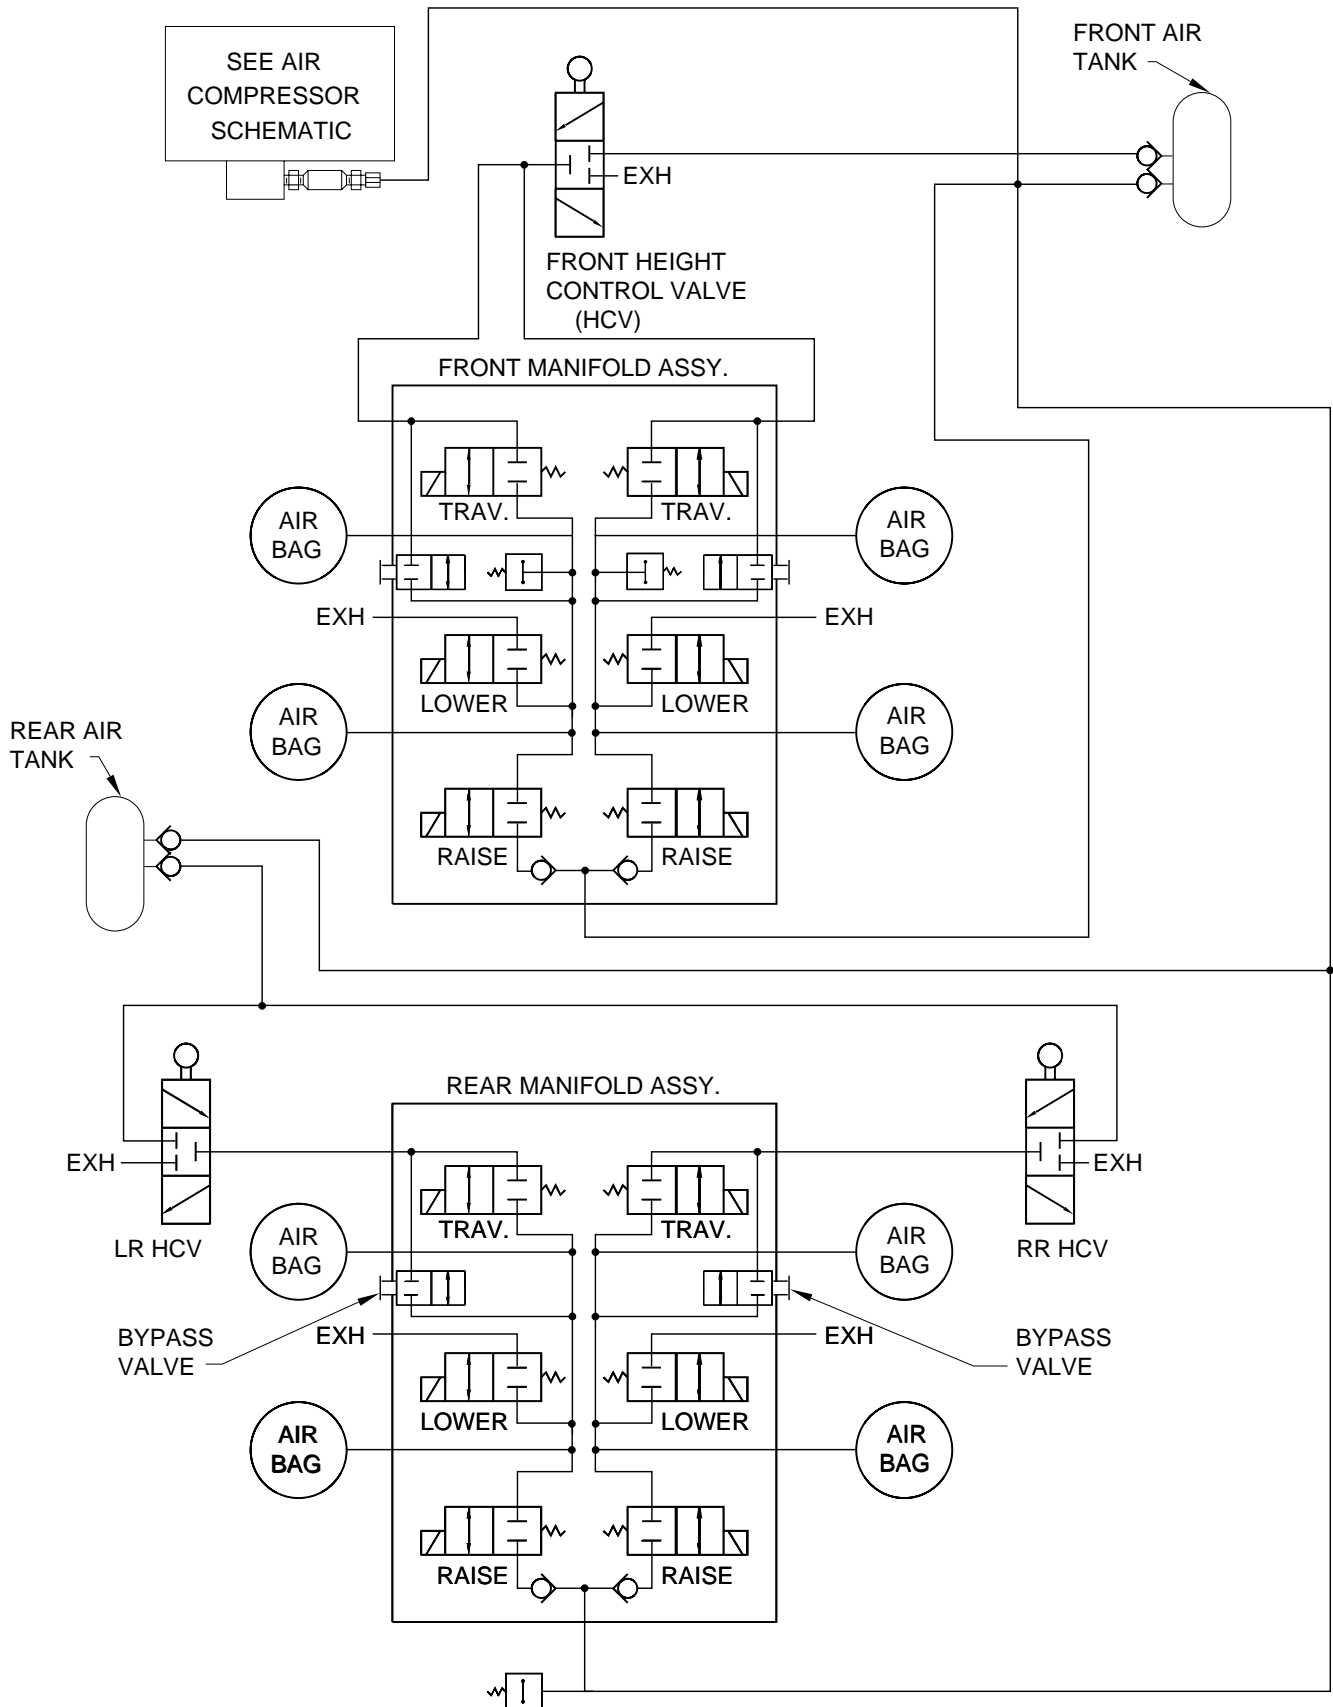 SEE AIR
COMPRESSOR
SCHEMATIC
FRONT AIR
TANK
EXH
FRONT HEIGHT
CONTROL VALVE
(HCV)
FRONT MANIFOLD ASSY.
TRAV.
TRAV.
AIR
BAG
AIR
BAG
EXH
EXH
LOWER
LOWER
AIR
BAG
AIR
BAG
REAR AIR
TANK
RAISE
RAISE
REAR MANIFOLD ASSY.
EXH
EXH
LR HCV
RR HCV
TRAV.
TRAV.
AIR
BAG
AIR
BAG
BYPASS
VALVE
EXH
EXH
BYPASS
VALVE
LOWER
LOWER
AIR
BAG
AIR
BAG
RAISE
RAISE